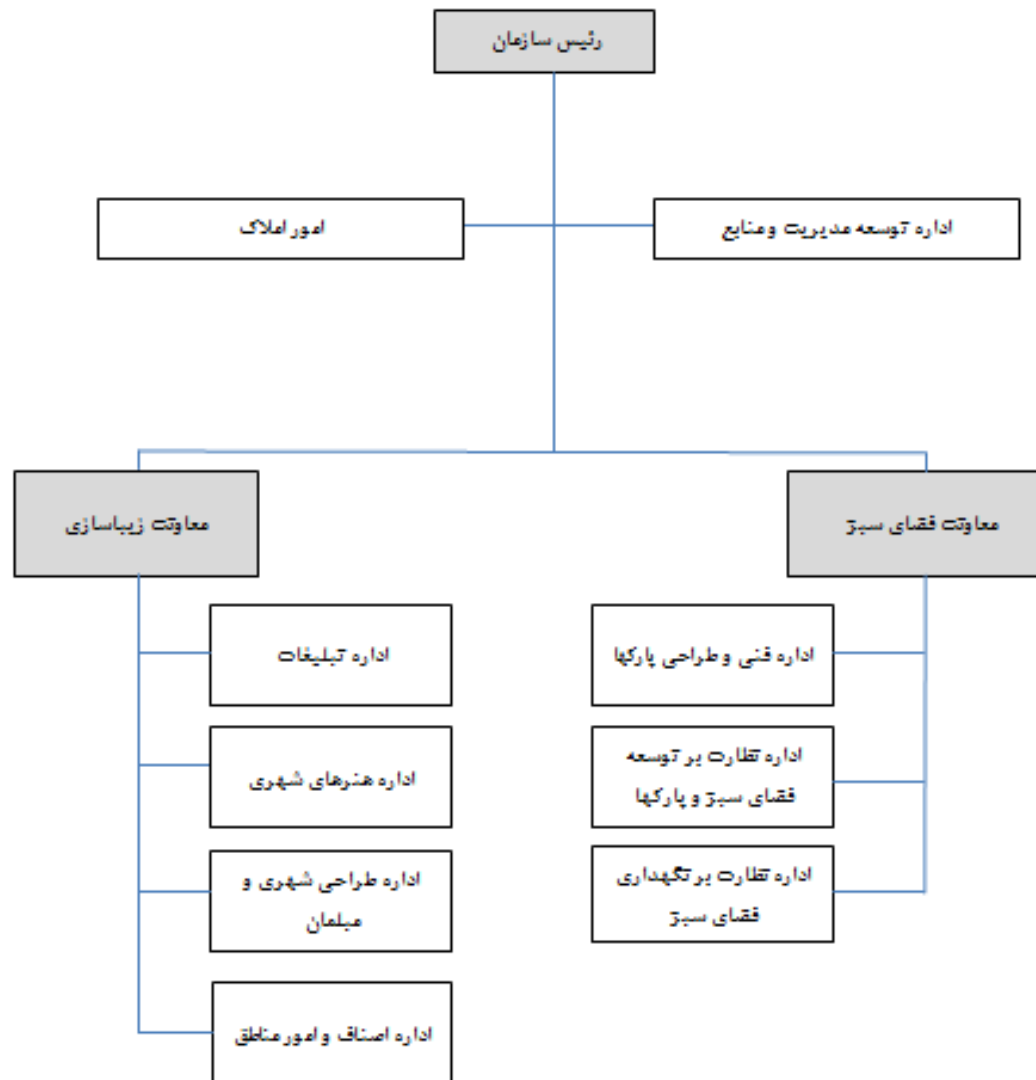 رئیس سازمان
اداره توسعه مدیریت و منابع
امور املاک
معاونت فضای سبز
معاونت زیباسازی
اداره فنی و طراحی پارکها
اداره تبلیغات
اداره نظارت بر توسعه
فضای سبز و پارکها
اداره هنرهای شهری
اداره نظارت بر نگهداری
فضای سبز
اداره طراحی شهری و
مبلمان
اداره اصناف و امور مناطق